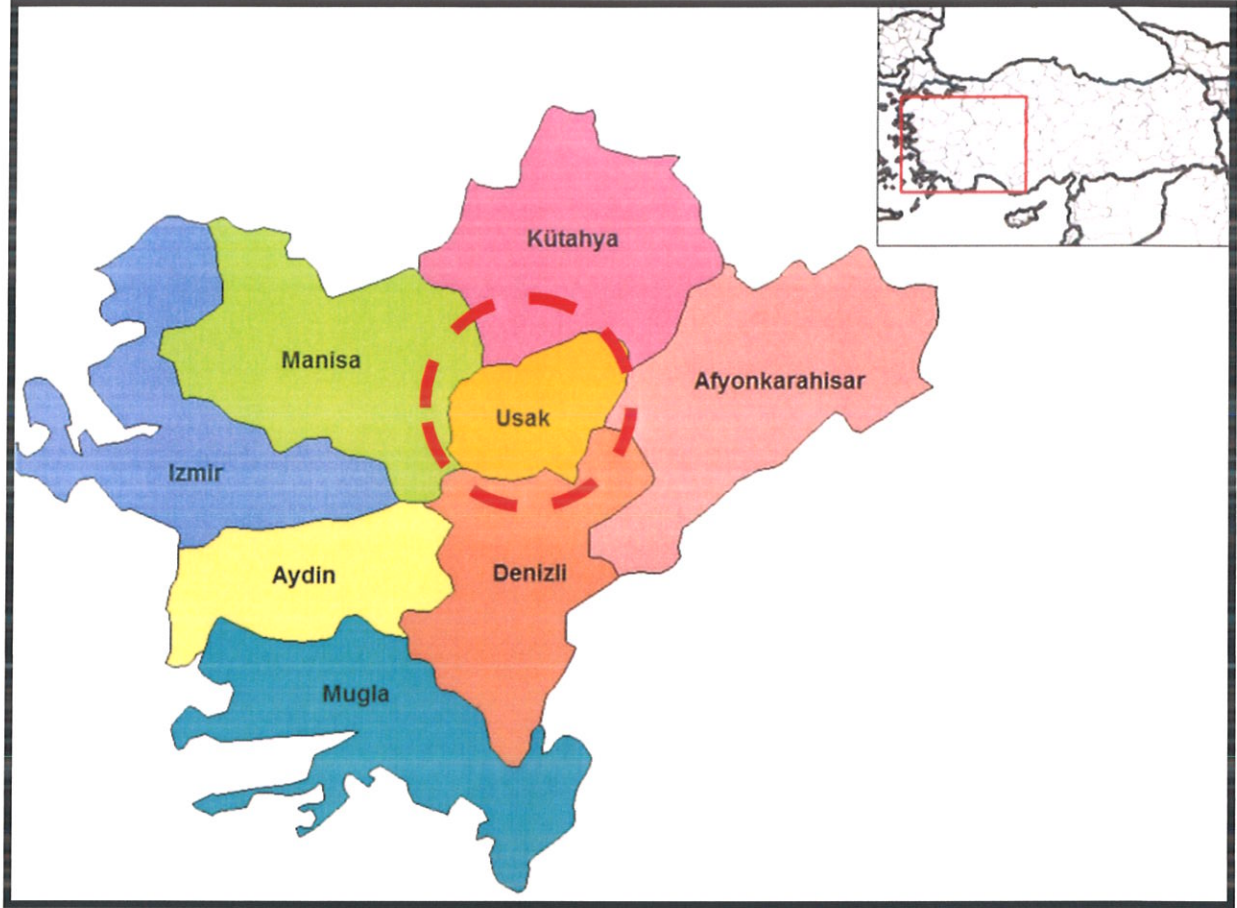 Kütahya
Manisa
Afyonkarahisar
Usak
Izmir
Aydin
Denizli
Mugla